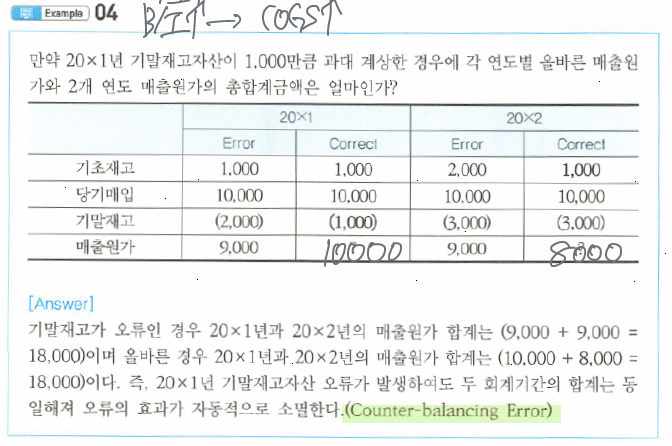 Example 04 B/I↑ → COGS↑
만약 20×1년 기말재고자산이 1,000만큼 과대 계상한 경우에 각 연도별 올바른 매출원
가와 2개 연도 매출원가의 총합계금액은 얼마인가?
20×1 20×2
Error Correct Error Correct
기초재고 1,000 1,000 2,000 1,000
당기매입 10,000 10,000 10,000 10,000
기말재고 (2,000) (1,000) (3,000) (3,000)
매출원가 9,000 10000 9,000 8000
[Answer]
기말재고가 오류인 경우 20×1년과 20×2년의 매출원가 합계는 (9,000 + 9,000 =
18,000)이며 올바른 경우 20×1년과 20×2년의 매출원가 합계는 (10,000 + 8,000 =
18,000)이다. 즉, 20×1년 기말재고자산 오류가 발생하여도 두 회계기간의 합계는 동
일해져 오류의 효과가 자동적으로 소멸한다.(Counter-balancing Error)